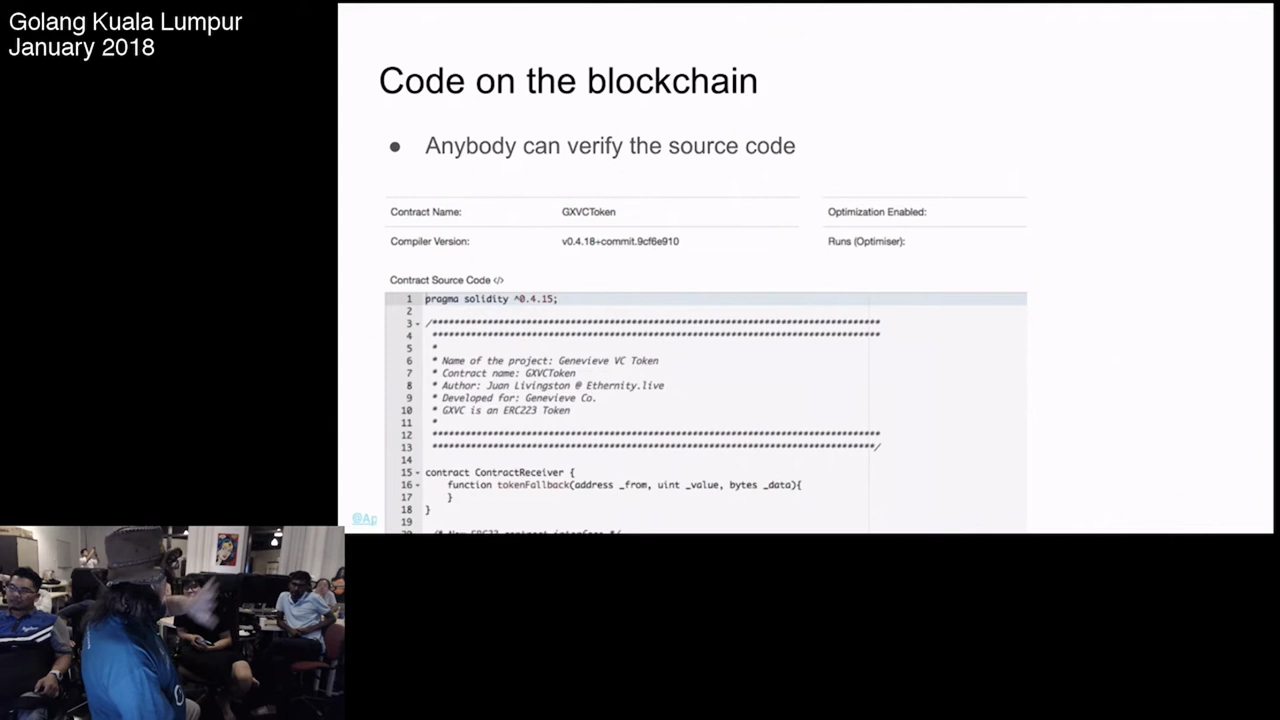 Golang Kuala Lumpur
January 2018
Code on the blockchain
● Anybody can verify the source code
Contract Name: GXVCToken Optimization Enabled:
Compiler Version: v0.4.18+commit.9cf6e910 Runs (Optimiser):
Contract Source Code </>
1 pragma solidity ^0.4.15;
2
3 /*********************************************************************************
4 *********************************************************************************
5 *
6 * Name of the project: Genevieve VC Token
7 * Contract name: GXVCToken
8 * Author: Juan Livingston @ Ethernity.live
9 * Developed for: Genevieve Co.
10 * GXVC is an ERC223 Token
11 *
12 *********************************************************************************
13 ********************************************************************************/
14
15 contract ContractReceiver {
16 function tokenFallback(address _from, uint _value, bytes _data){
17 }
18 }
19
@Ap